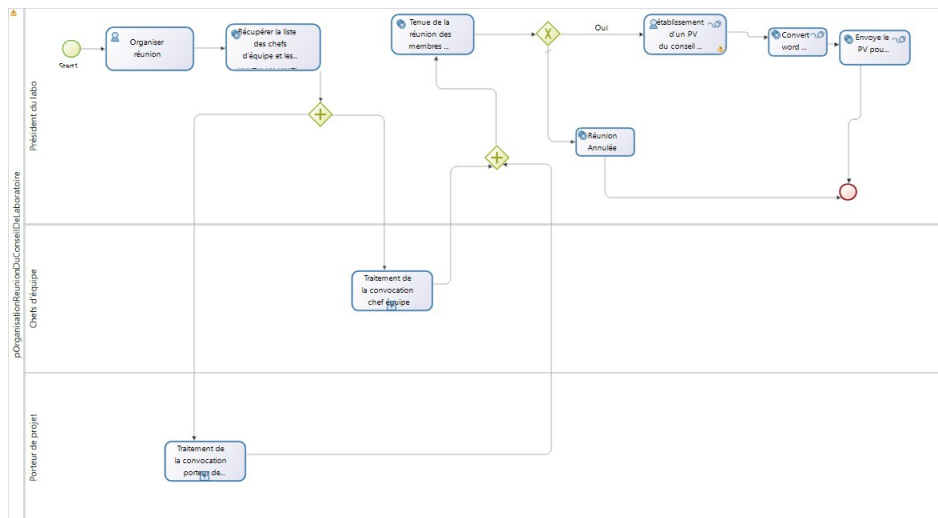 pOrganisationReunionDuConseilDeLaboratoire
Président du labo
Start1
Organiser
réunion
Récupérer la liste
des chefs
d'équipe et les...
Tenue de la
réunion des
membres ...
Oui
établissement
d'un PV
du conseil ...
Convert
word ...
Envoye le
PV pou...
Réunion
Annulée
Chefs d'équipe
Traitement de
la convocation
chef équipe
Porteur de projet
Traitement de
la convocation
porteur de...